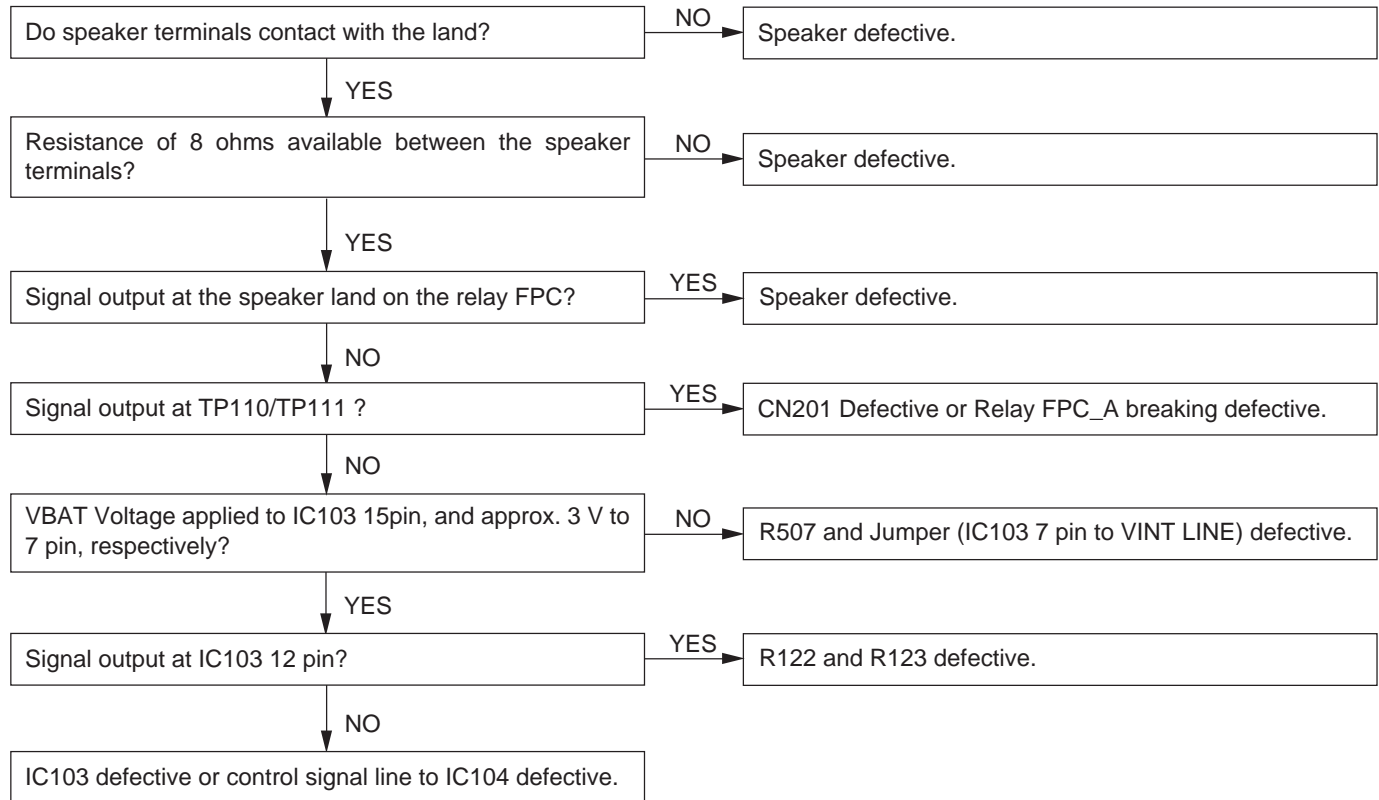 Do speaker terminals contact with the land?
NO
Speaker defective.
YES
Resistance of 8 ohms available between the speaker
terminals?
NO
Speaker defective.
YES
Signal output at the speaker land on the relay FPC?
YES
Speaker defective.
NO
Signal output at TP110/TP111 ?
YES
CN201 Defective or Relay FPC_A breaking defective.
NO
VBAT Voltage applied to IC103 15pin, and approx. 3 V to
7 pin, respectively?
NO
R507 and Jumper (IC103 7 pin to VINT LINE) defective.
YES
Signal output at IC103 12 pin?
YES
R122 and R123 defective.
NO
IC103 defective or control signal line to IC104 defective.